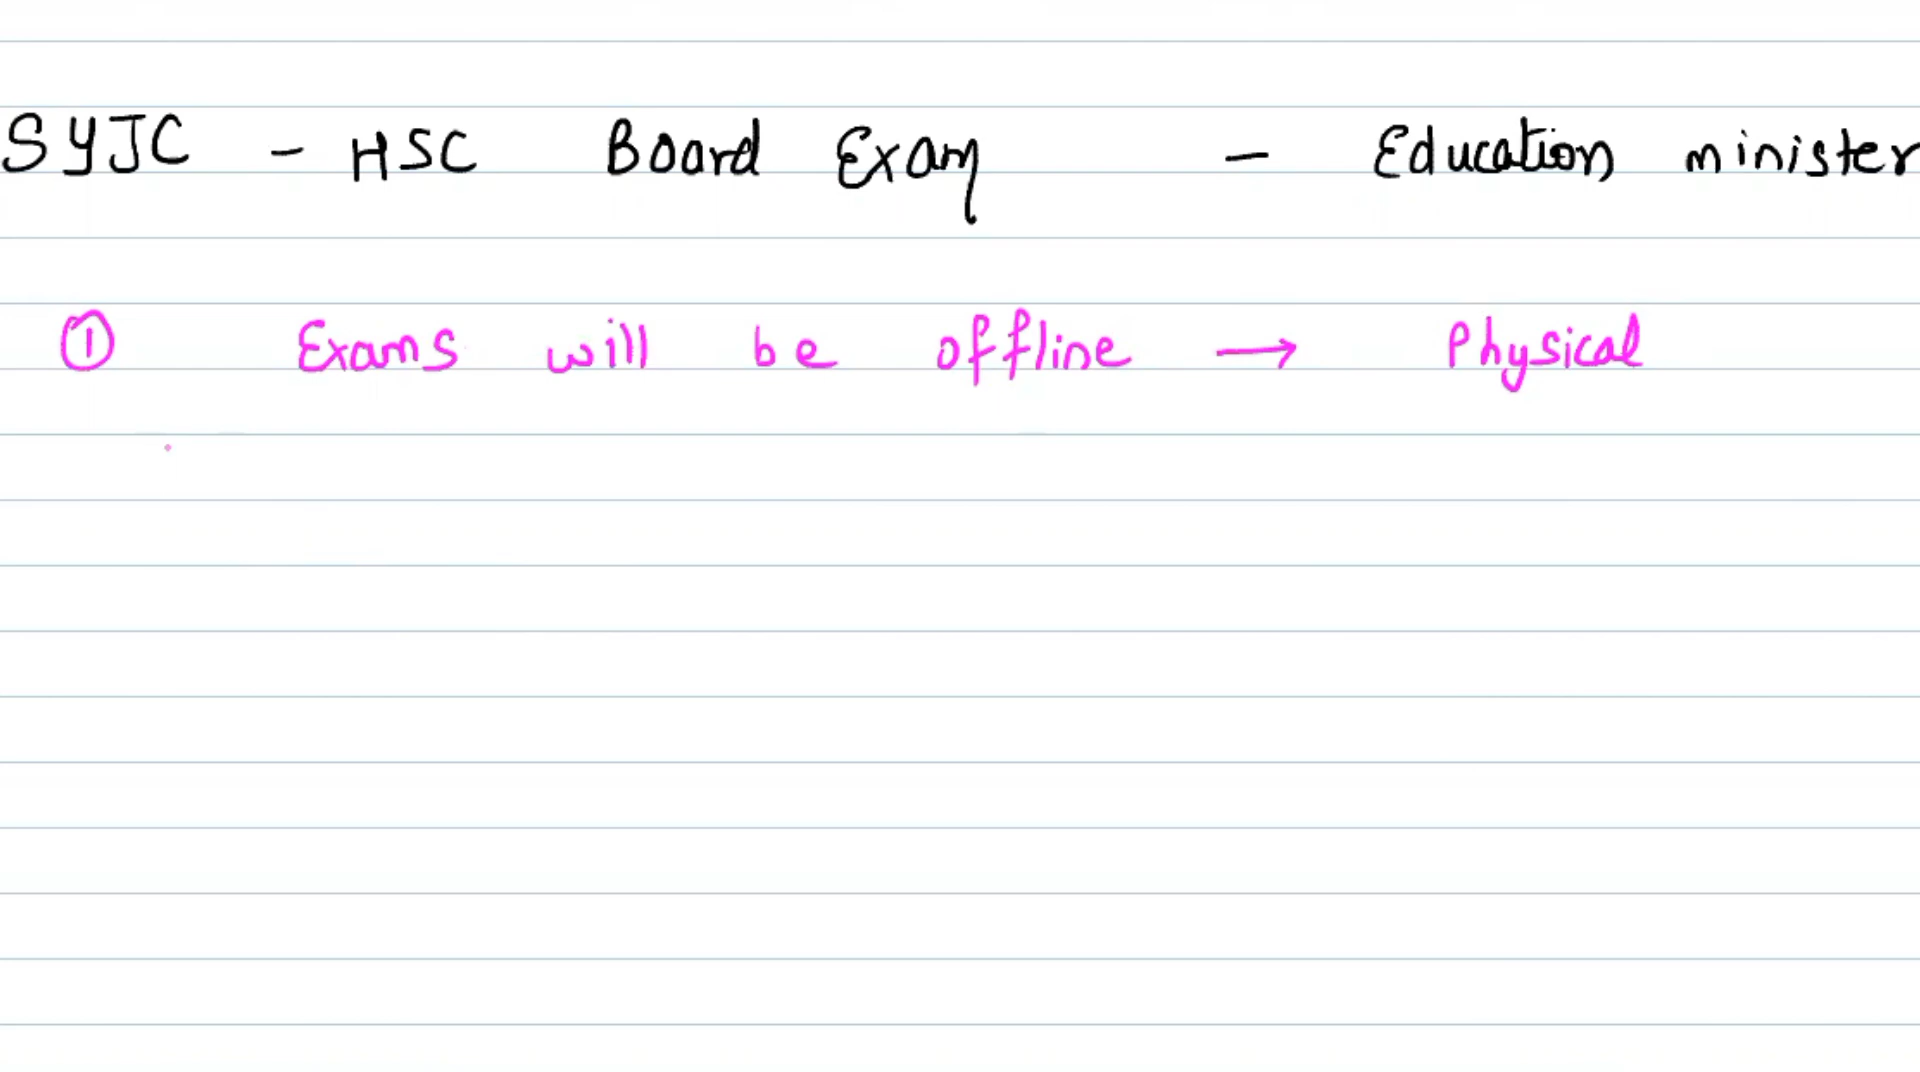 SYJC - HSC Board Exam - Education minister
① Exams will be offline → Physical